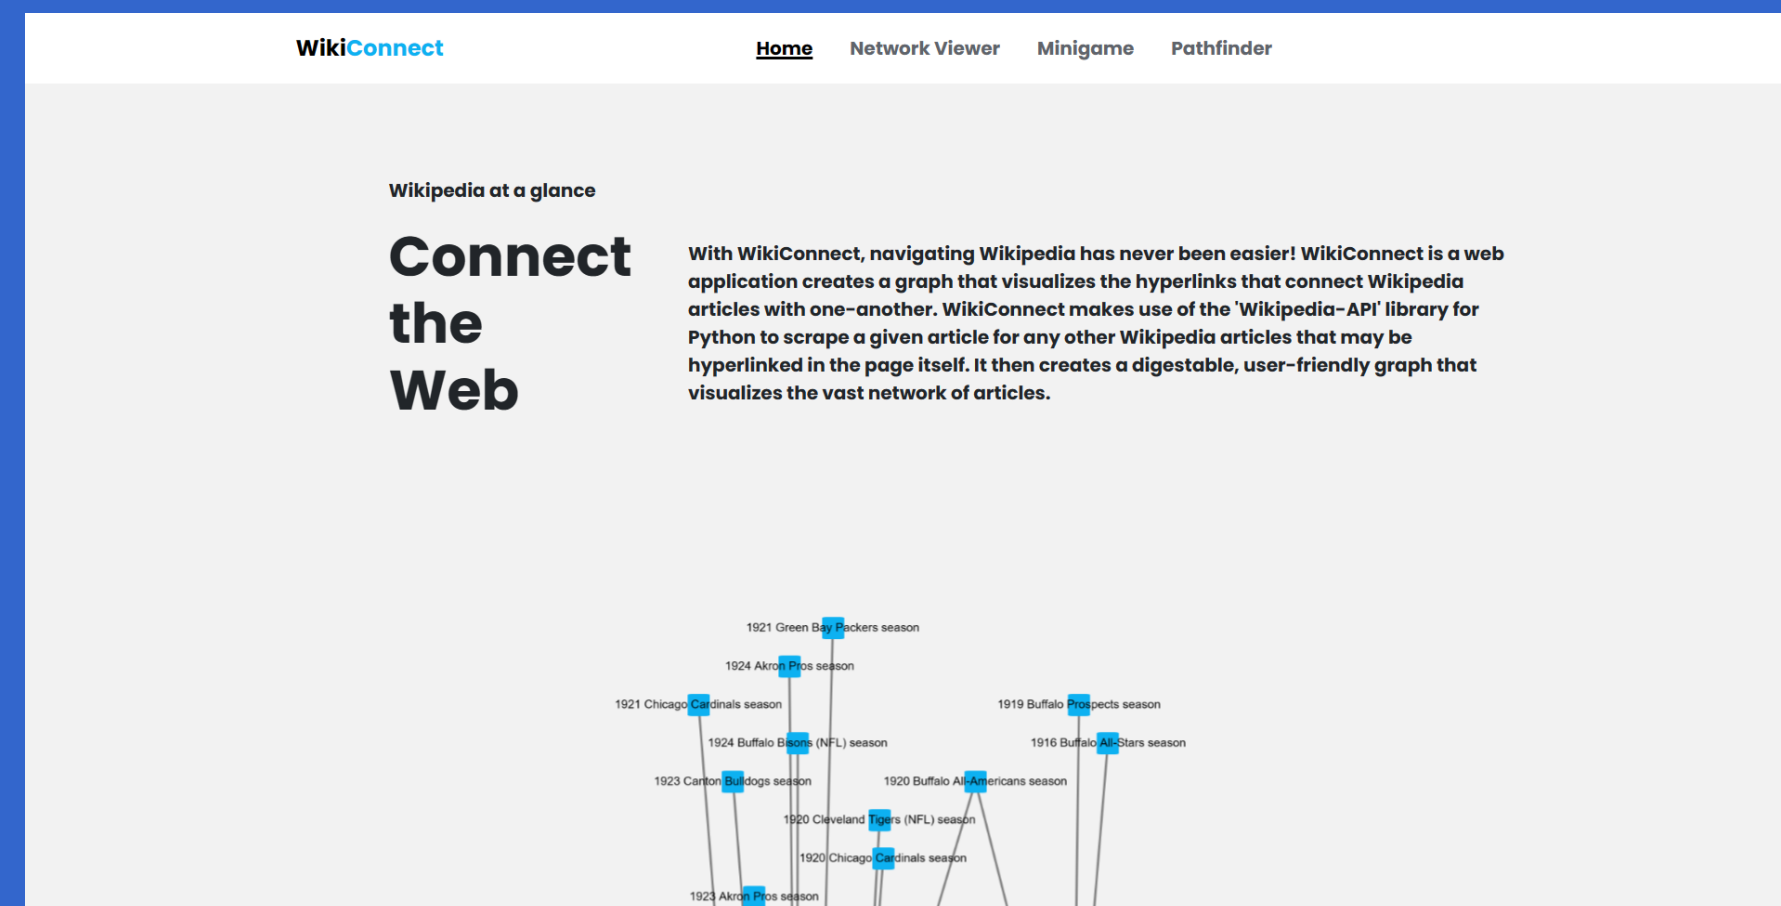 WikiConnect
Home Network Viewer Minigame Pathfinder
Wikipedia at a glance
Connect
the
Web
With WikiConnect, navigating Wikipedia has never been easier! WikiConnect is a web
application creates a graph that visualizes the hyperlinks that connect Wikipedia
articles with one-another. WikiConnect makes use of the 'Wikipedia-API' library for
Python to scrape a given article for any other Wikipedia articles that may be
hyperlinked in the page itself. It then creates a digestable, user-friendly graph that
visualizes the vast network of articles.
1921 Green Bay Packers season
1924 Akron Pros season
1921 Chicago Cardinals season
1919 Buffalo Prospects season
1924 Buffalo Bisons (NFL) season
1916 Buffalo All-Stars season
1923 Canton Bulldogs season
1920 Buffalo All-Americans season
1920 Cleveland Tigers (NFL) season
1920 Chicago Cardinals season
1923 Akron Pros season